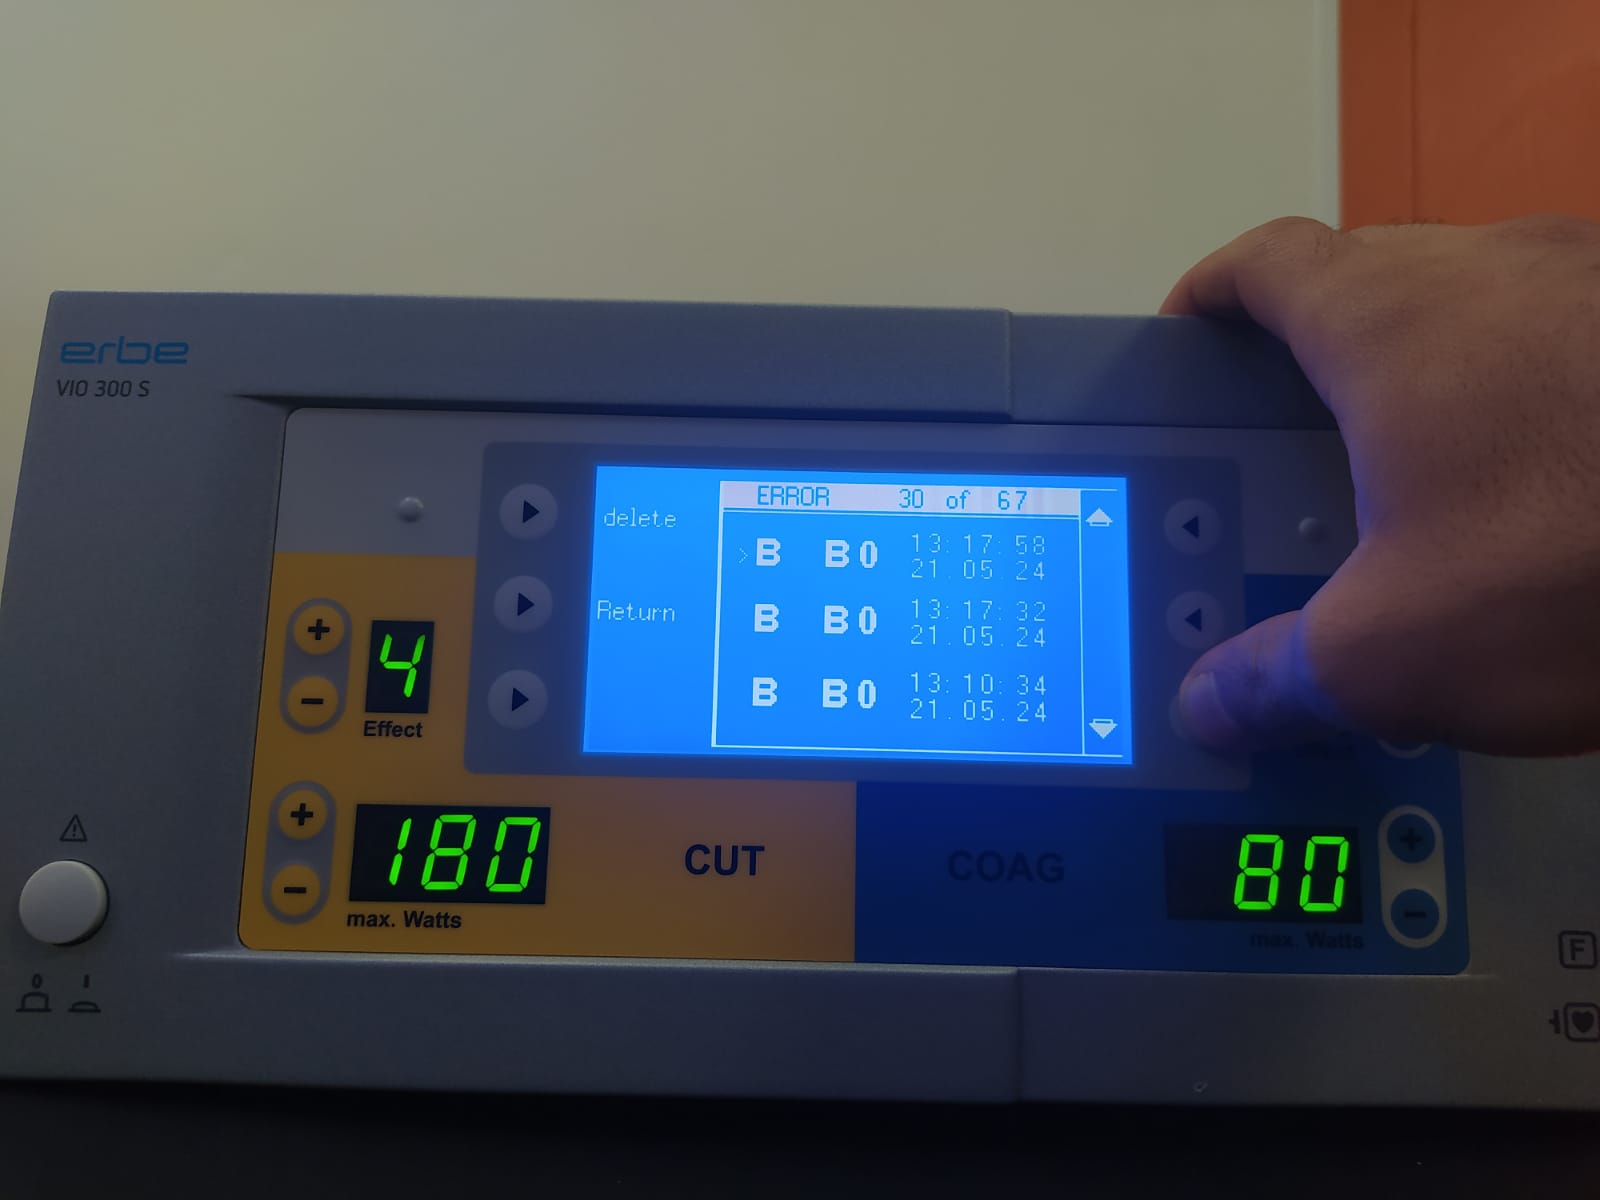 erbe
VIO 300 S
ERROR 30 of 67
delete
B B0 13:17:58
21.05.24
Return
B B0 13:17:32
21.05.24
B B0 13:10:34
21.05.24
+
4
-
Effect
+
180
-
max. Watts
CUT
COAG
80
+
-
max. Watts
0 I
F